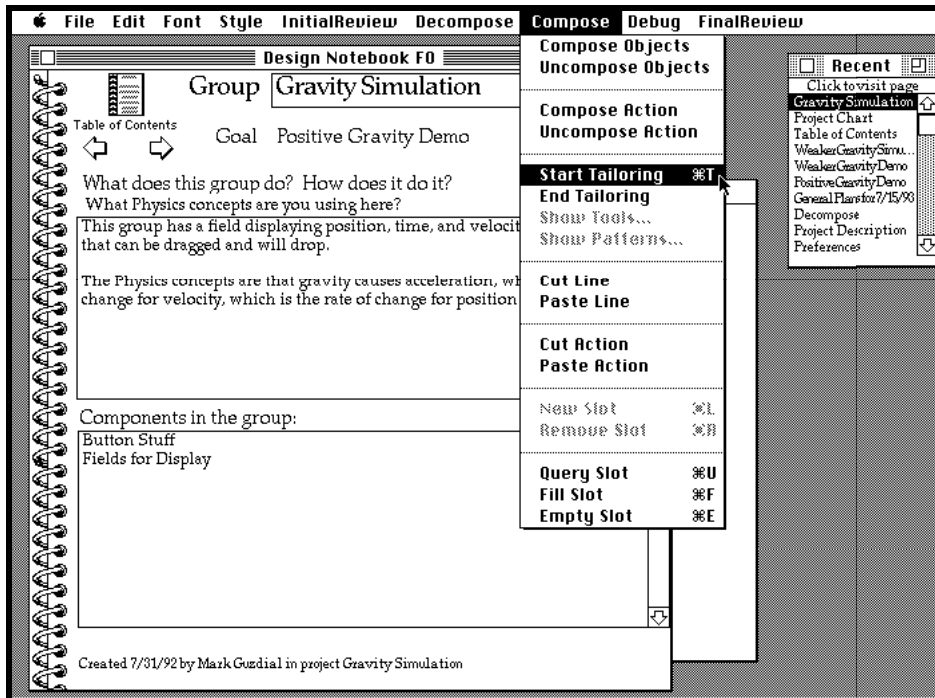 File Edit Font Style InitialReview Decompose Compose Debug FinalReview
Design Notebook F0
Group Gravity Simulation
Table of Contents
Goal Positive Gravity Demo
What does this group do? How does it do it?
What Physics concepts are you using here?
This group has a field displaying position, time, and velocit
that can be dragged and will drop.
The Physics concepts are that gravity causes acceleration, wh
change for velocity, which is the rate of change for position
Components in the group:
Button Stuff
Fields for Display
Created 7/31/92 by Mark Guzdial in project Gravity Simulation
Compose Objects
Uncompose Objects
Compose Action
Uncompose Action
Start Tailoring ⌘T
End Tailoring
Show Tools...
Show Patterns...
Cut Line
Paste Line
Cut Action
Paste Action
New Slot ⌘L
Remove Slot ⌘R
Query Slot ⌘U
Fill Slot ⌘F
Empty Slot ⌘E
Recent
Click to visit page
Gravity Simulation
Project Chart
Table of Contents
WeakerGravitySimu...
WeakerGravityDemo
PositiveGravityDemo
General Plans for 7/15/93
Decompose
Project Description
Preferences